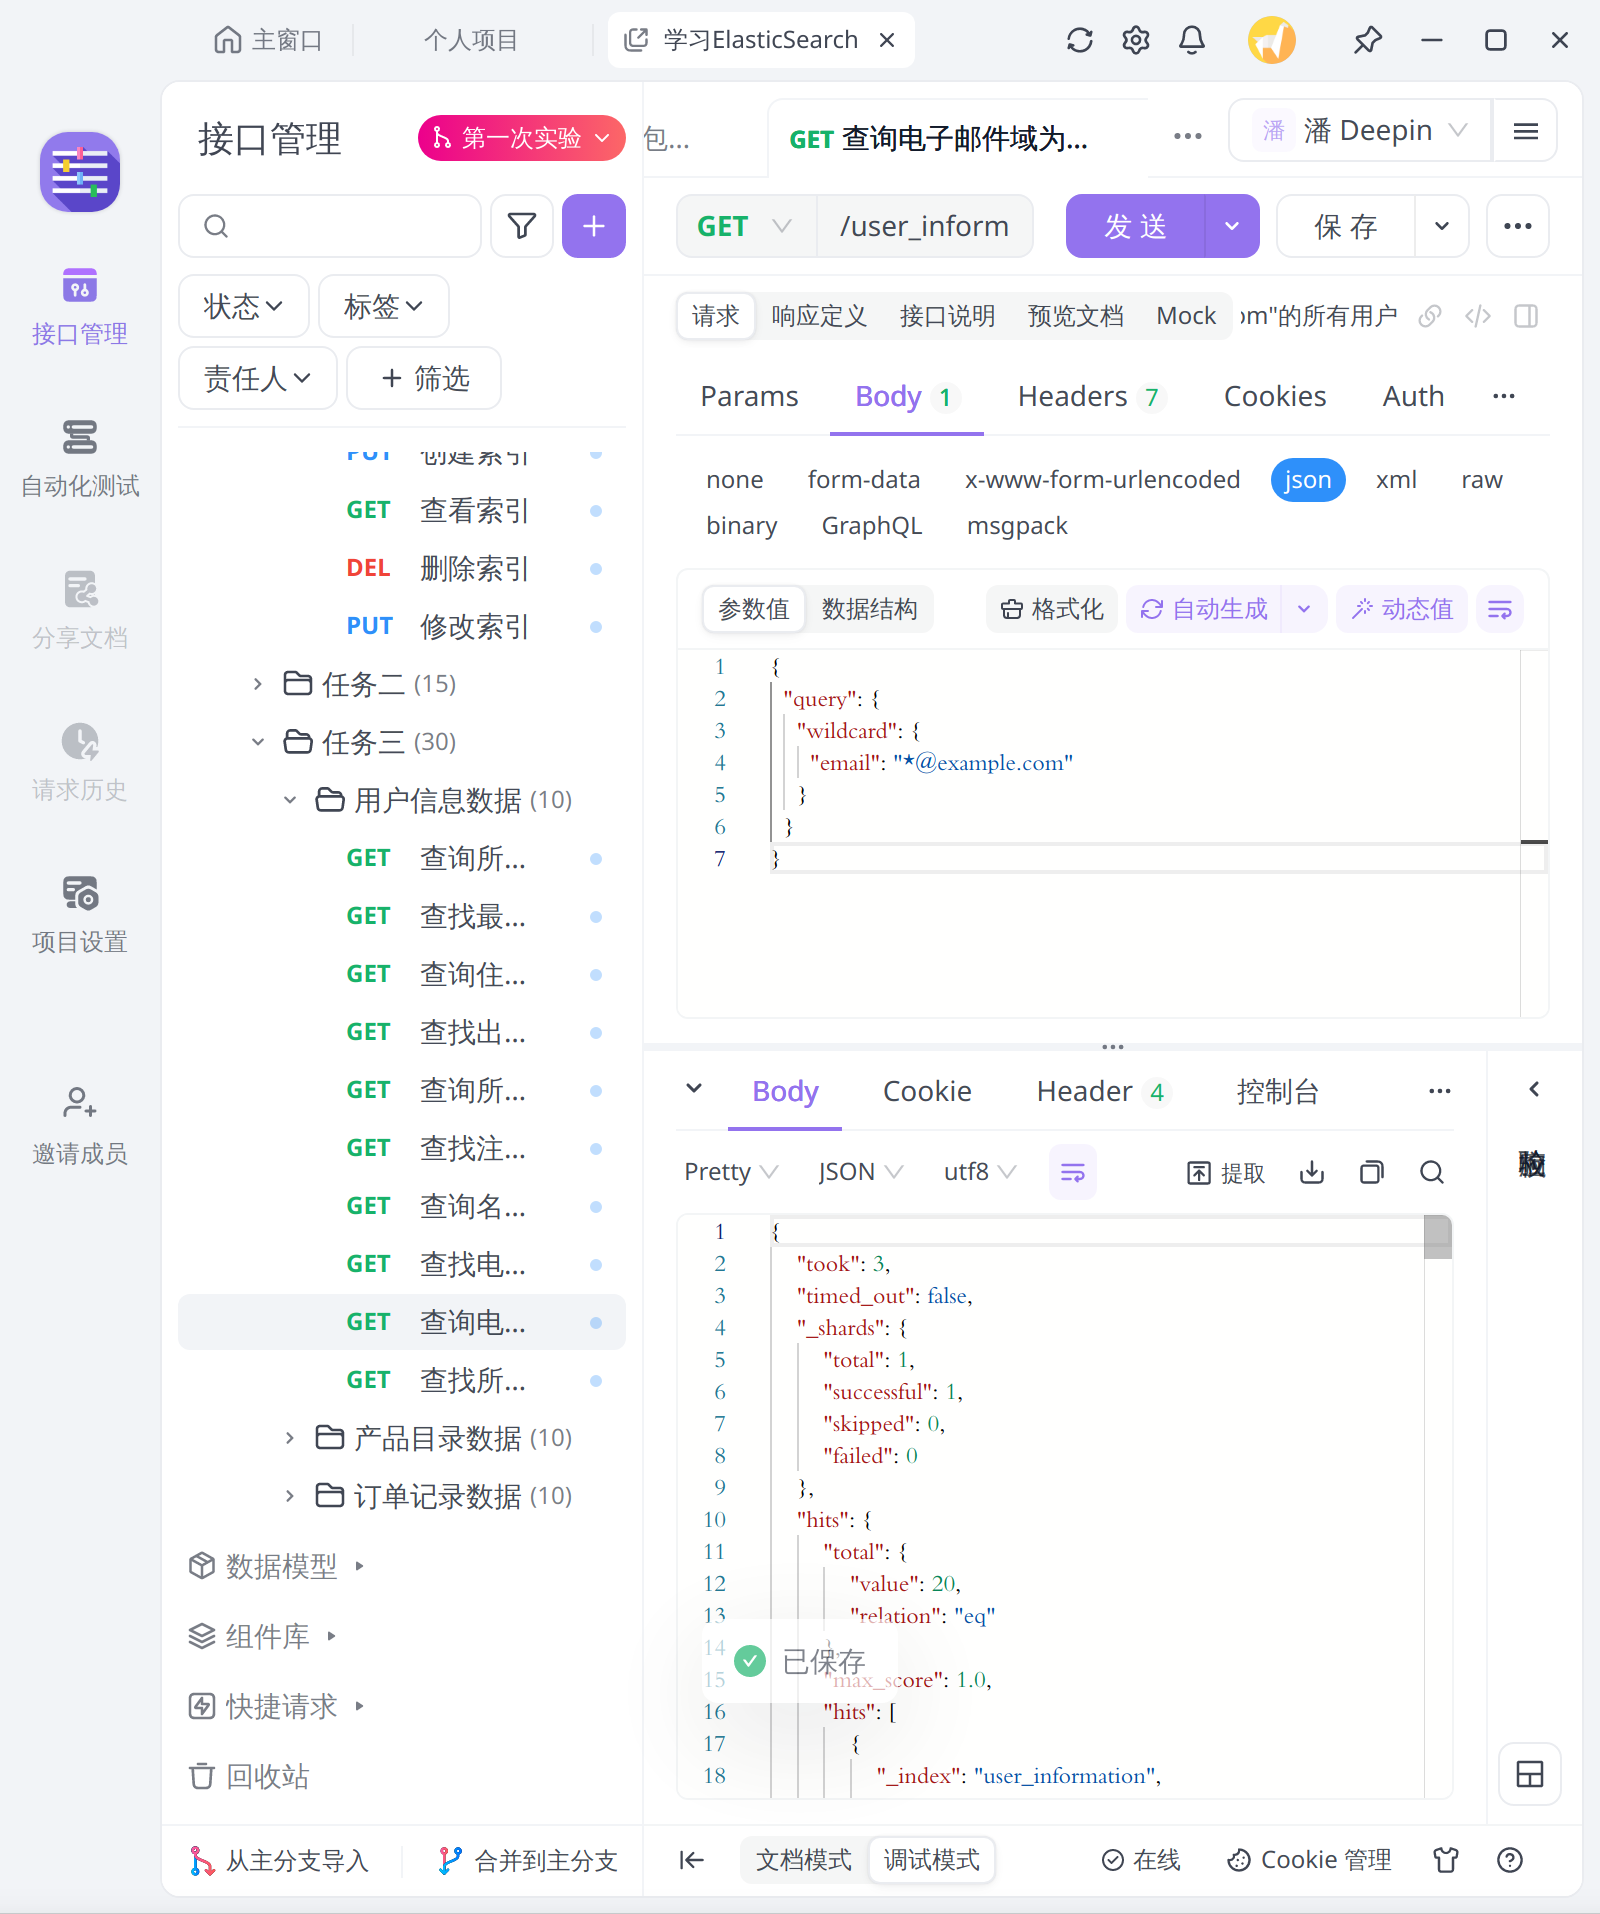 主窗口
个人项目
学习ElasticSearch
接口管理
自动化测试
分享文档
请求历史
项目设置
邀请成员
接口管理
第一次实验
状态
标签
责任人
筛选
PUT 创建索引
GET 查看索引
DEL 删除索引
PUT 修改索引
任务二 (15)
任务三 (30)
用户信息数据 (10)
GET 查询所...
GET 查找最...
GET 查询住...
GET 查找出...
GET 查询所...
GET 查找注...
GET 查询名...
GET 查找电...
GET 查询电...
GET 查找所...
产品目录数据 (10)
订单记录数据 (10)
数据模型
组件库
快捷请求
回收站
从主分支导入
合并到主分支
包...
GET 查询电子邮件域为...
潘 潘 Deepin
GET /user_inform
发 送
保 存
请求 响应定义 接口说明 预览文档 Mock om"的所有用户
Params Body 1 Headers 7 Cookies Auth
none form-data x-www-form-urlencoded json xml raw
binary GraphQL msgpack
参数值 数据结构 格式化 自动生成 动态值
1 {
2 "query": {
3 "wildcard": {
4 "email": "*@example.com"
5 }
6 }
7 }
Body Cookie Header 4 控制台
Pretty JSON utf8 提取
1 {
2 "took": 3,
3 "timed_out": false,
4 "_shards": {
5 "total": 1,
6 "successful": 1,
7 "skipped": 0,
8 "failed": 0
9 },
10 "hits": {
11 "total": {
12 "value": 20,
13 "relation": "eq"
14 },
15 "max_score": 1.0,
16 "hits": [
17 {
18 "_index": "user_information",
已保存
文档模式 调试模式
在线
Cookie 管理